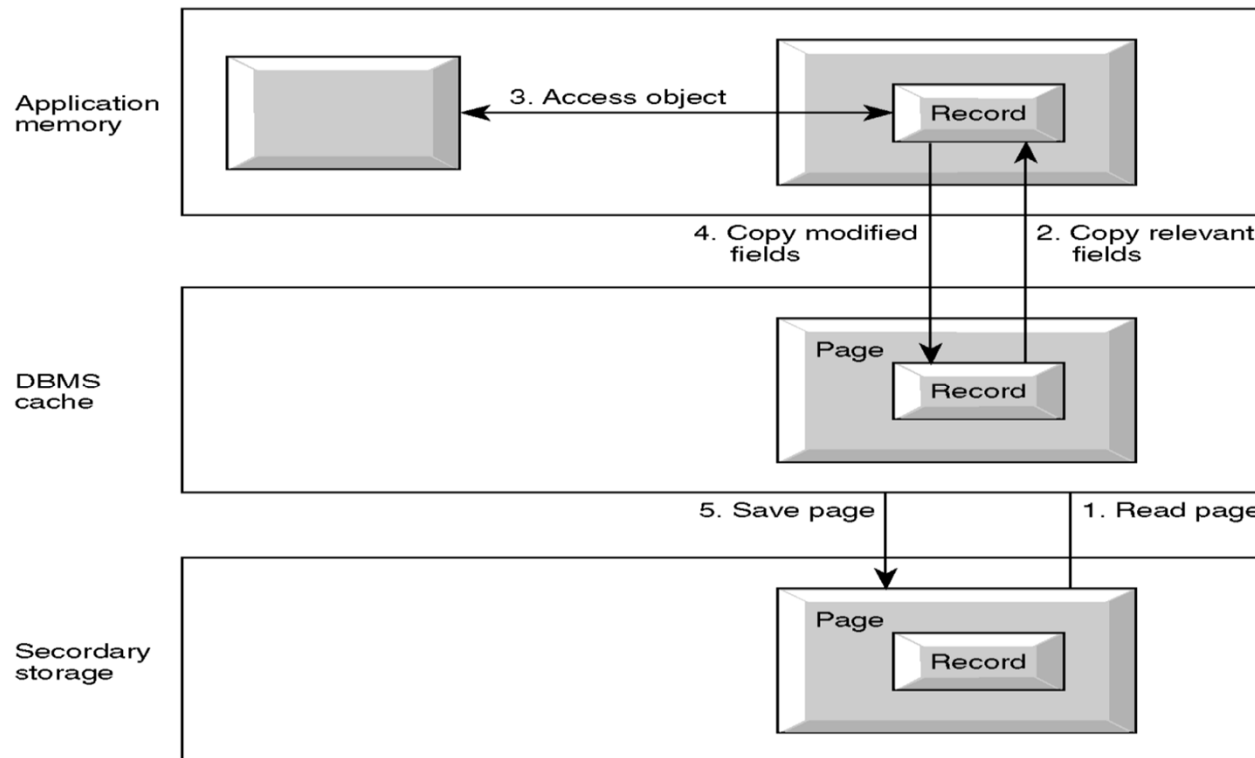 Application
memory
3. Access object
Record
4. Copy modified
fields
2. Copy relevant
fields
DBMS
cache
Page
Record
5. Save page
1. Read page
Secordary
storage
Page
Record